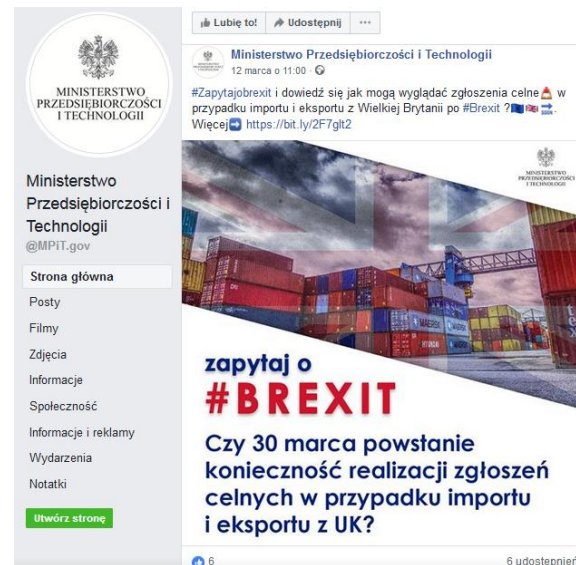 Lubię to!
Udostępnij
MINISTERSTWO
PRZEDSIĘBIORCZOŚCI
I TECHNOLOGII
Ministerstwo
Przedsiębiorczości i
Technologii
@MPiT.gov
Strona główna
Posty
Filmy
Zdjęcia
Informacje
Społeczność
Informacje i reklamy
Wydarzenia
Notatki
Utwórz stronę
Ministerstwo Przedsiębiorczości i Technologii
12 marca o 11:00 ·
#Zapytajobrexit i dowiedź się jak mogą wyglądać zgłoszenia celne w
przypadku importu i eksportu z Wielkiej Brytanii po #Brexit ?
Więcej https://bit.ly/2F7glt2
MINISTERSTWO
PRZEDSIĘBIORCZOŚCI
I TECHNOLOGII
zapytaj o
#BREXIT
Czy 30 marca powstanie
konieczność realizacji zgłoszeń
celnych w przypadku importu
i eksportu z UK?
6
6 udostępnień